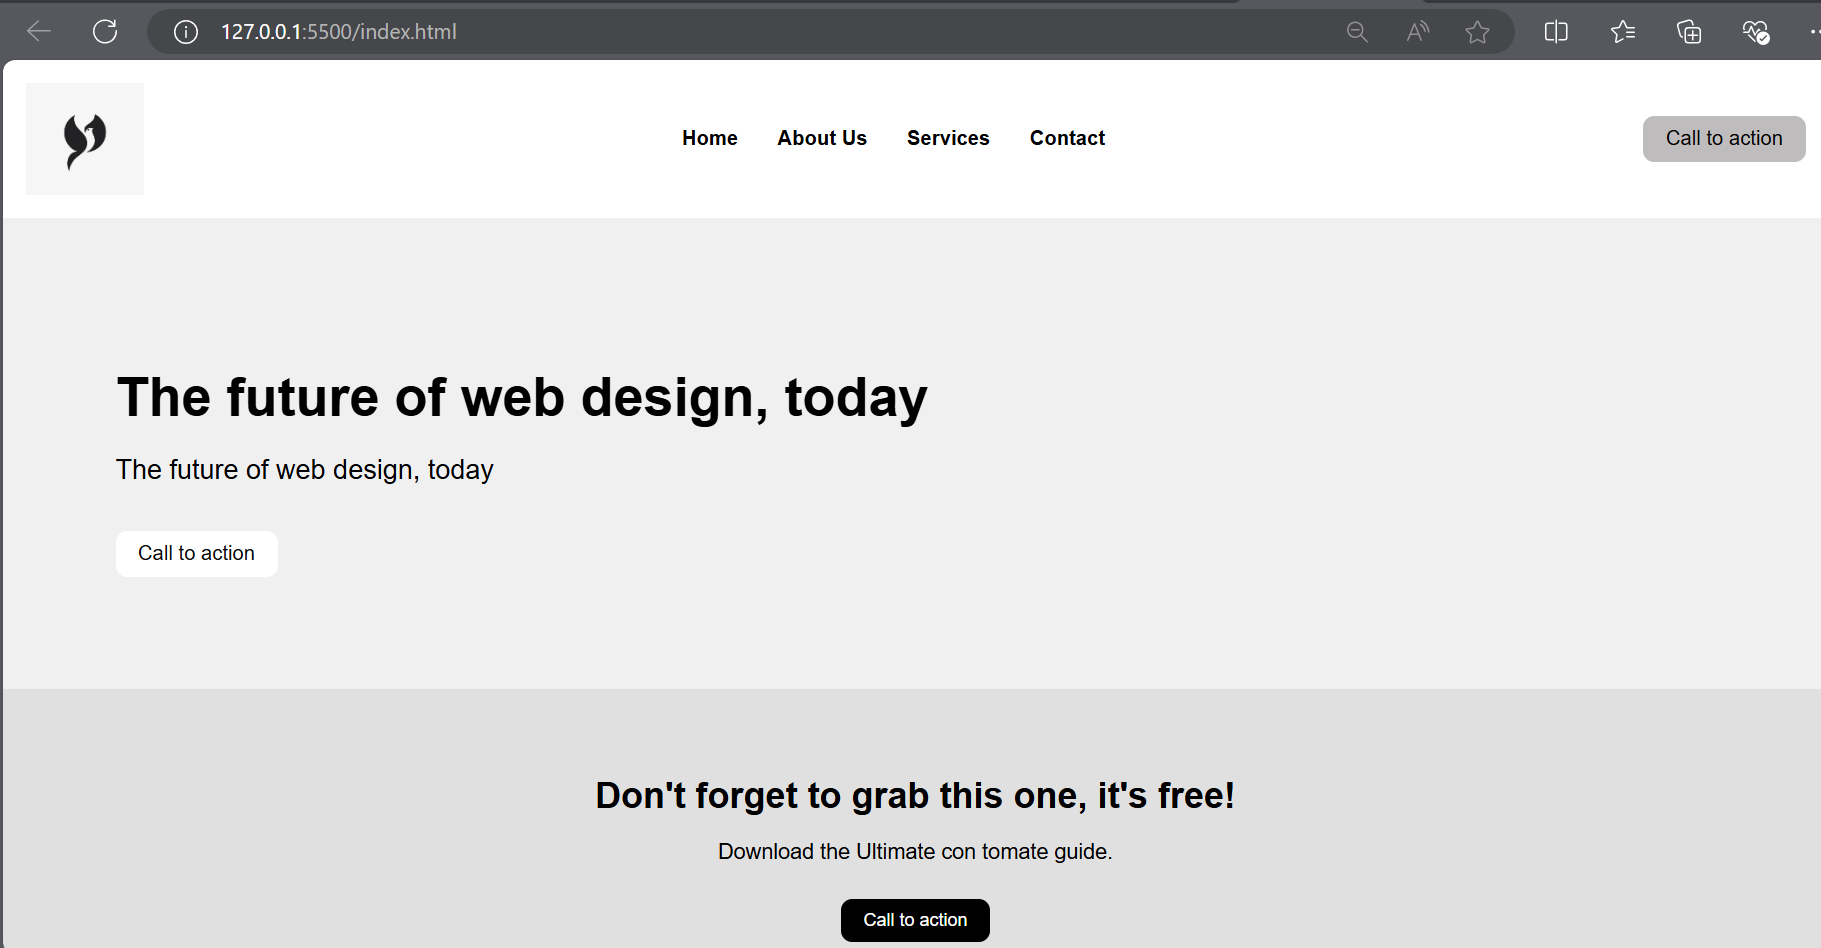 127.0.0.1:5500/index.html
Home About Us Services Contact Call to action
The future of web design, today
The future of web design, today
Call to action
Don't forget to grab this one, it's free!
Download the Ultimate con tomate guide.
Call to action